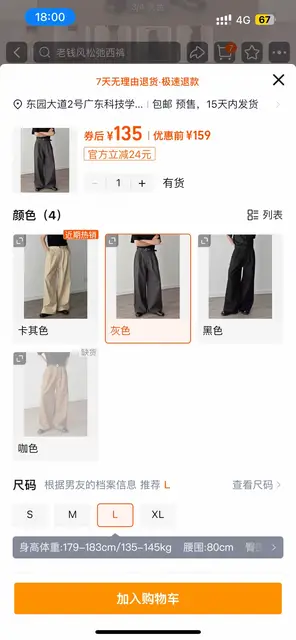 18:00
4G
67
老钱风松弛西裤
7天无理由退货·极速退款
东园大道2号广东科技学... 包邮 预售，15天内发货
券后 ¥135 优惠前 ¥159
官方立减24元
1
有货
颜色（4）
列表
近期热销
卡其色
灰色
黑色
缺货
咖色
尺码 根据男友的档案信息 推荐 L
查看尺码
S
M
L
XL
身高体重:179-183cm/135-145kg 腰围:80cm
加入购物车